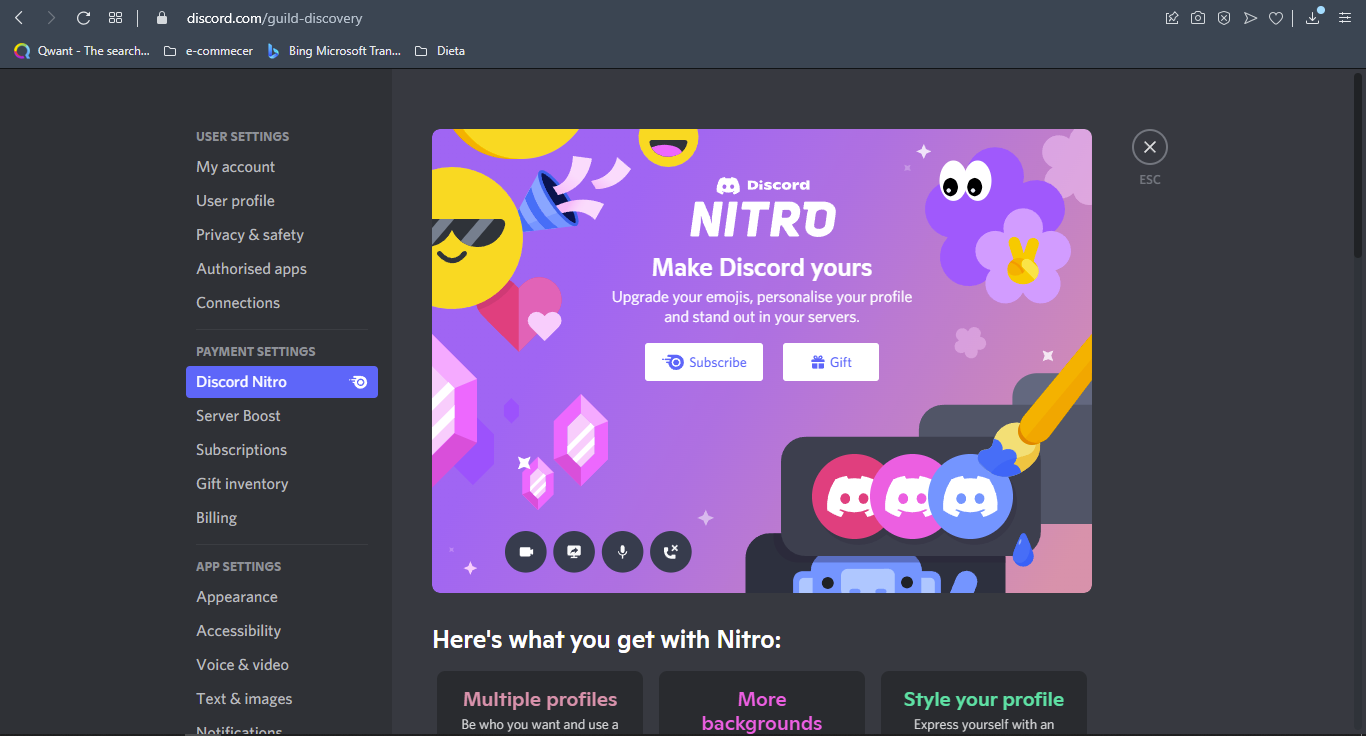 discord.com/guild-discovery
Qwant - The search...
e-commecer
Bing Microsoft Tran...
Dieta
USER SETTINGS
My account
User profile
Privacy & safety
Authorised apps
Connections
PAYMENT SETTINGS
Discord Nitro
Server Boost
Subscriptions
Gift inventory
Billing
APP SETTINGS
Appearance
Accessibility
Voice & video
Text & images
Notifications
Discord
NITRO
Make Discord yours
Upgrade your emojis, personalise your profile
and stand out in your servers.
Subscribe
Gift
ESC
Here's what you get with Nitro:
Multiple profiles
Be who you want and use a
More
backgrounds
Style your profile
Express yourself with an